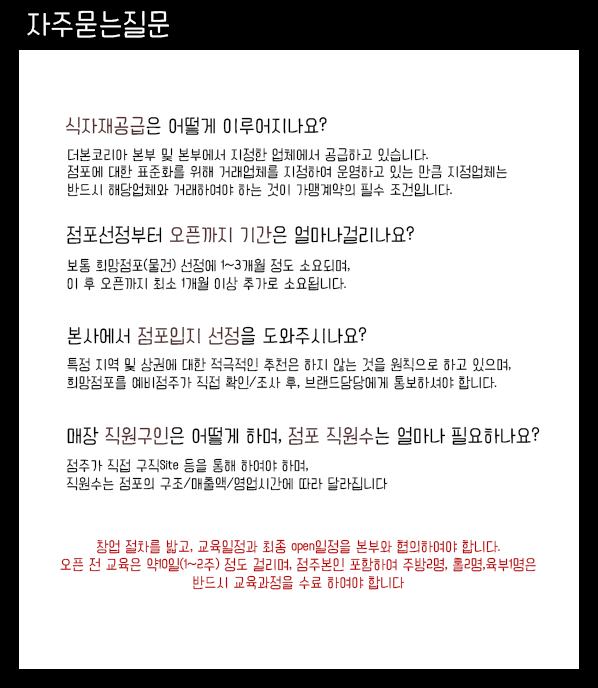 자주묻는질문
식자재공급은 어떻게 이루어지나요?
더본코리아 본부 및 본부에서 지정한 업체에서 공급하고 있습니다.
점포에 대한 표준화를 위해 거래업체를 지정하여 운영하고 있는 만큼 지정업체는
반드시 해당업체와 거래하여야 하는 것이 가맹계약의 필수 조건입니다.
점포선정부터 오픈까지 기간은 얼마나걸리나요?
보통 희망점포(물건) 선정에 1~3개월 정도 소요되며,
이 후 오픈까지 최소 1개월 이상 추가로 소요됩니다.
본사에서 점포입지 선정을 도와주시나요?
특정 지역 및 상권에 대한 적극적인 추천은 하지 않는 것을 원칙으로 하고 있으며,
희망점포를 예비점주가 직접 확인/조사 후, 브랜드담당에게 통보하셔야 합니다.
매장 직원구인은 어떻게 하며, 점포 직원수는 얼마나 필요하나요?
점주가 직접 구직Site 등을 통해 하여야 하며,
직원수는 점포의 구조/매출액/영업시간에 따라 달라집니다
창업 절차를 밟고, 교육일정과 최종 open일정을 본부와 협의하여야 합니다.
오픈 전 교육은 약10일(1~2주) 정도 걸리며, 점주본인 포함하여 주방2명, 홀2명,육부1명은
반드시 교육과정을 수료 하여야 합니다